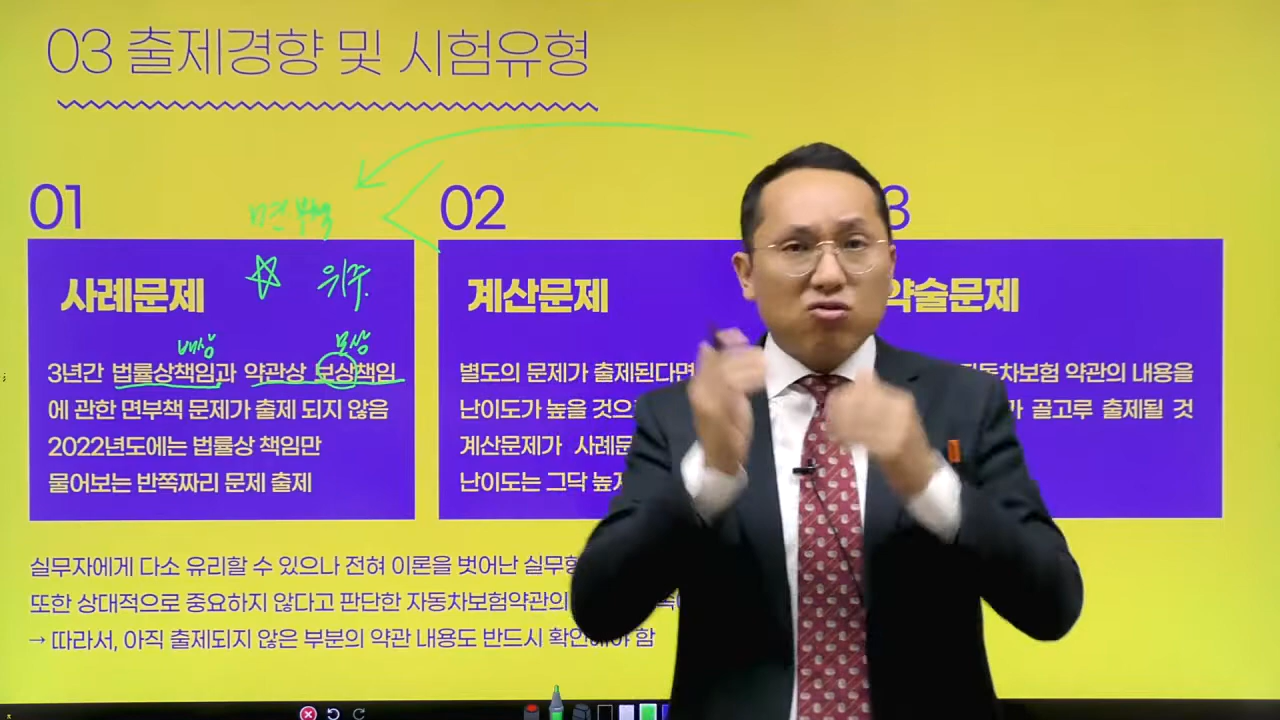 03 출제경향 및 시험유형
01
면부책
사례문제
위주.
배상
보상
3년간 법률상책임과 약관상 보상책임
에 관한 면부책 문제가 출제 되지 않음
2022년도에는 법률상 책임만
물어보는 반쪽짜리 문제 출제
02
계산문제
별도의 문제가 출제된다면
난이도가 높을 것으
계산문제가 사례문
난이도는 그닥 높
3
약술문제
자동차보험 약관의 내용을
골고루 출제될 것
실무자에게 다소 유리할 수 있으나 전혀 이론을 벗어난 실무형
또한 상대적으로 중요하지 않다고 판단한 자동차보험약관의
→ 따라서, 아직 출제되지 않은 부분의 약관 내용도 반드시 확인해야 함